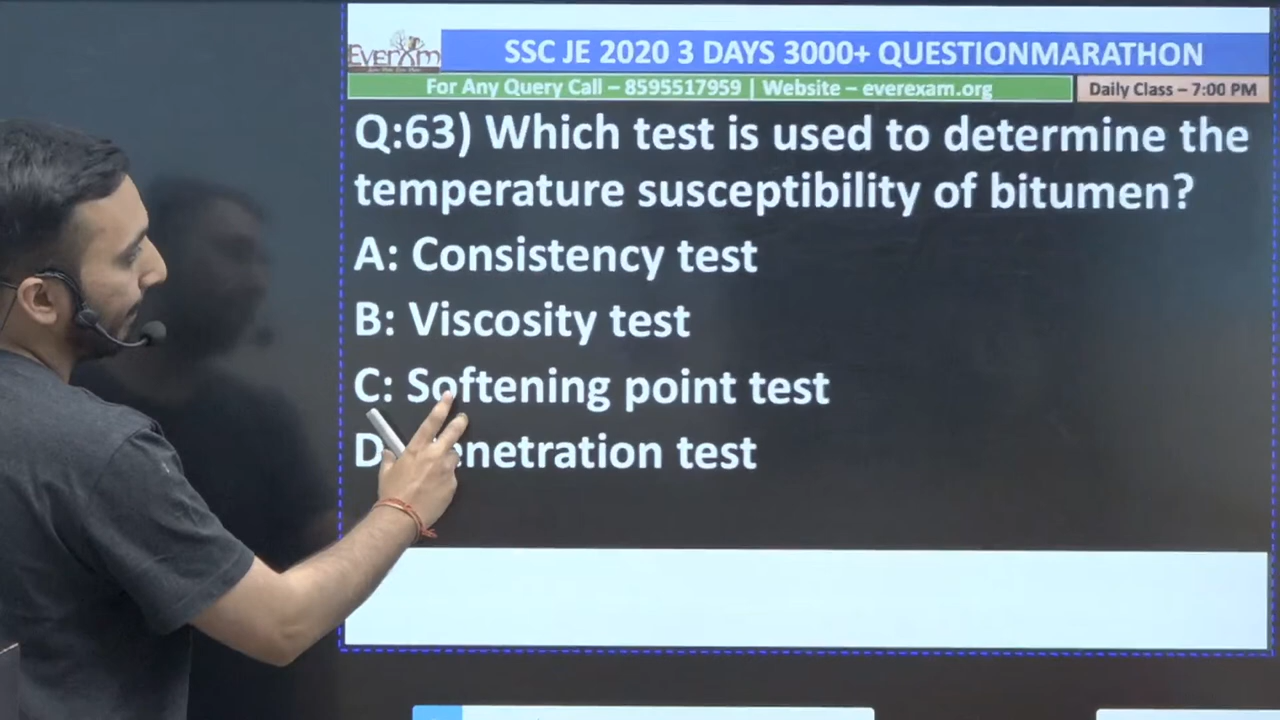 EverExam
SSC JE 2020 3 DAYS 3000+ QUESTIONMARATHON
For Any Query Call – 8595517959 | Website – everexam.org
Daily Class – 7:00 PM
Q:63) Which test is used to determine the
temperature susceptibility of bitumen?
A: Consistency test
B: Viscosity test
C: Softening point test
D enetration test